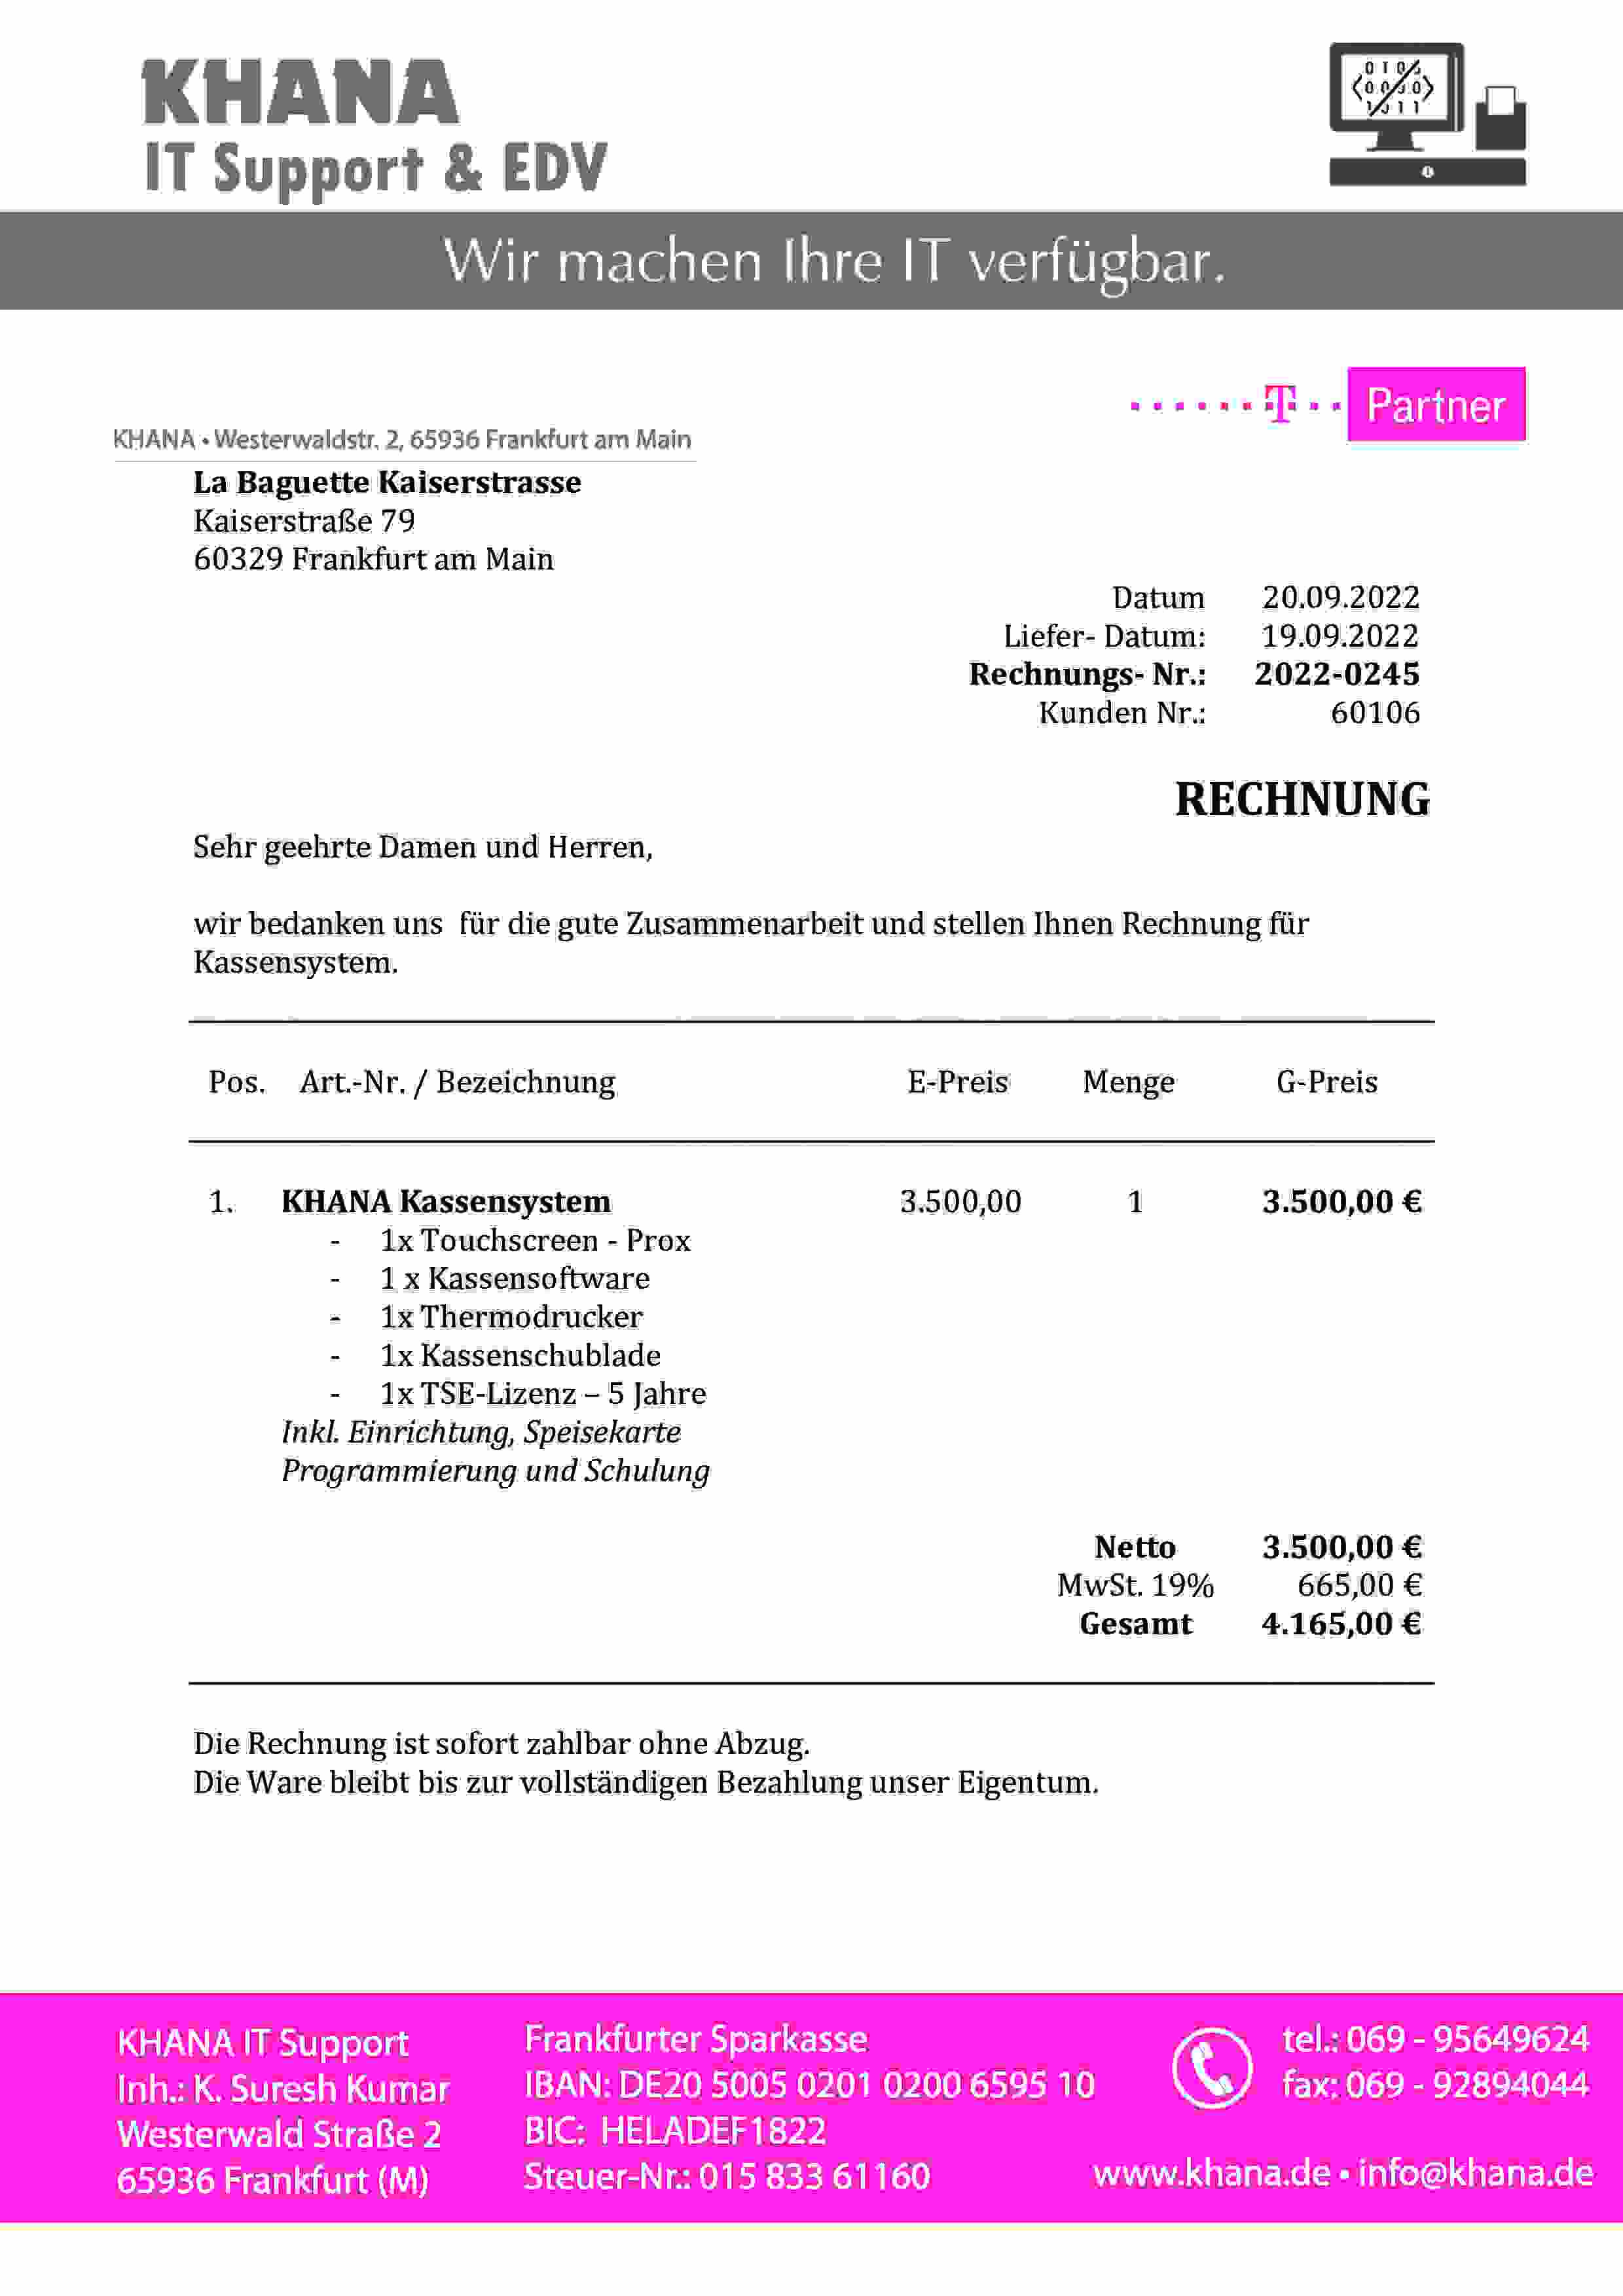 KHANA
IT Support & EDV
Wir machen Ihre IT verfügbar.
T Partner
KHANA • Westerwaldstr. 2, 65936 Frankfurt am Main
La Baguette Kaiserstrasse
Kaiserstraße 79
60329 Frankfurt am Main
Datum 20.09.2022
Liefer- Datum: 19.09.2022
Rechnungs- Nr.: 2022-0245
Kunden Nr.: 60106
RECHNUNG
Sehr geehrte Damen und Herren,
wir bedanken uns für die gute Zusammenarbeit und stellen Ihnen Rechnung für
Kassensystem.
Pos. Art.-Nr. / Bezeichnung E-Preis Menge G-Preis
1. KHANA Kassensystem 3.500,00 1 3.500,00 €
- 1x Touchscreen - Prox
- 1 x Kassensoftware
- 1x Thermodrucker
- 1x Kassenschublade
- 1x TSE-Lizenz – 5 Jahre
Inkl. Einrichtung, Speisekarte
Programmierung und Schulung
Netto 3.500,00 €
MwSt. 19% 665,00 €
Gesamt 4.165,00 €
Die Rechnung ist sofort zahlbar ohne Abzug.
Die Ware bleibt bis zur vollständigen Bezahlung unser Eigentum.
KHANA IT Support
Inh.: K. Suresh Kumar
Westerwald Straße 2
65936 Frankfurt (M)
Frankfurter Sparkasse
IBAN: DE20 5005 0201 0200 6595 10
BIC: HELADEF1822
Steuer-Nr.: 015 833 61160
tel.: 069 - 95649624
fax: 069 - 92894044
www.khana.de • info@khana.de